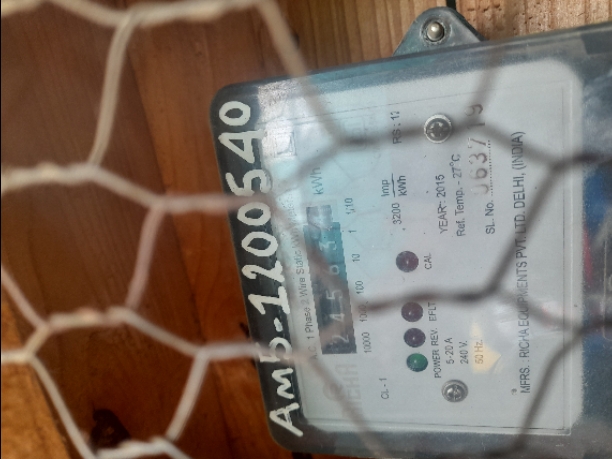 AMB-1200540
A.C. 1 Phase 2 Wire Static
RICHA
kWh
10000 1000 100 10 1 1/10
CL - 1
3200 Imp
kWh
POWER REV. EFLT CAL
5-20 A
240 V.
50 Hz.
YEAR : 2015
Ref. Temp. - 27°C
SL. No.
MFRS. : RICHA EQUIPMENTS PVT. LTD. DELHI, (INDIA)